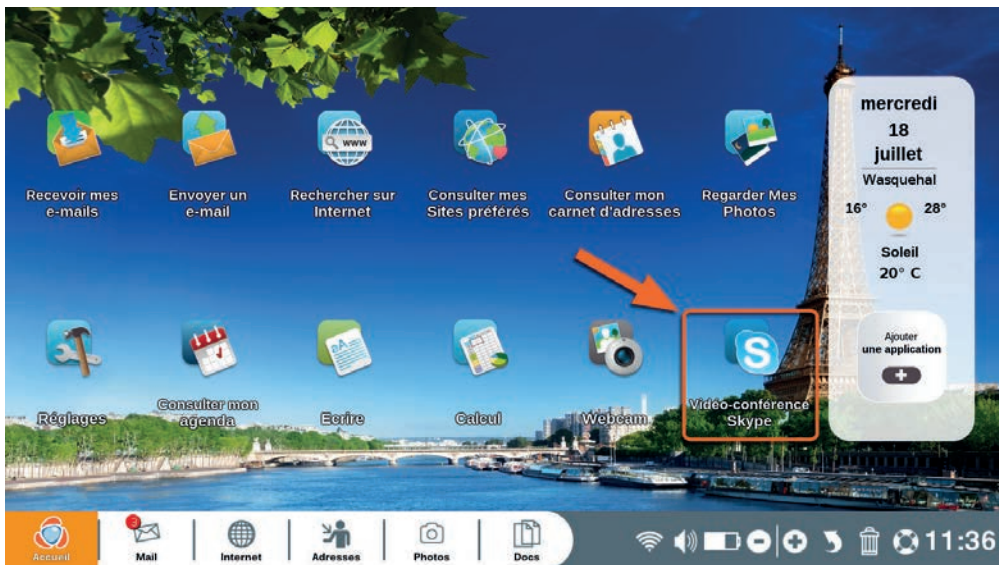 Recevoir mes
e-mails
Envoyer un
e-mail
www
Rechercher sur
Internet
Consulter mes
Sites préférés
Consulter mon
carnet d'adresses
Regarder Mes
Photos
mercredi
18
juillet
Wasquehal
16° 28°
Soleil
20° C
Ajouter
une application
Réglages
Consulter mon
agenda
aA
Ecrire
Calcul
Webcam
S
Vidéo-conférence
Skype
Accueil
3
Mail
Internet
Adresses
Photos
Docs
11:36